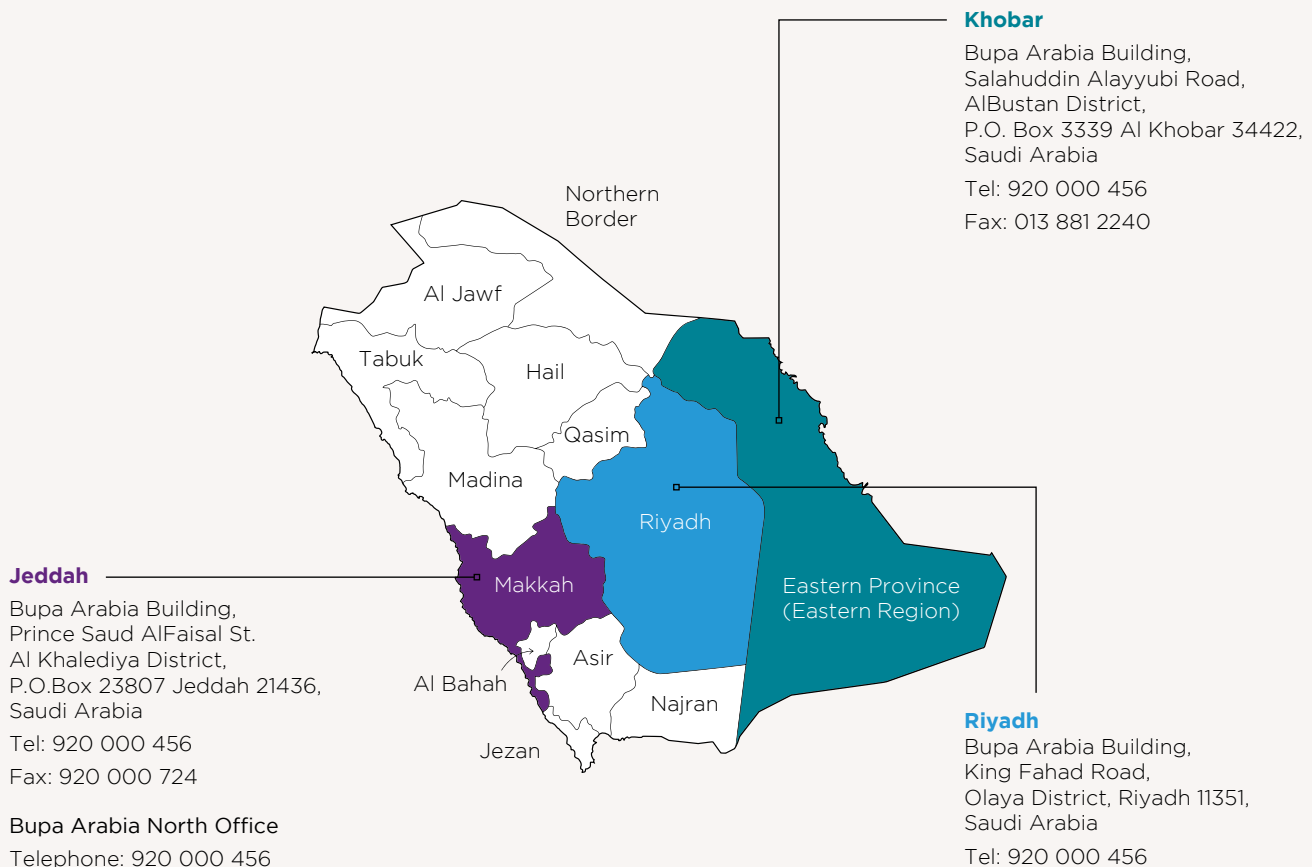 Khobar
Bupa Arabia Building,
Salahuddin Alayyubi Road,
AlBustan District,
P.O. Box 3339 Al Khobar 34422,
Saudi Arabia
Tel: 920 000 456
Fax: 013 881 2240
Northern
Border
Al Jawf
Tabuk
Hail
Qasim
Madina
Riyadh
Makkah
Eastern Province
(Eastern Region)
Asir
Al Bahah
Najran
Jezan
Jeddah
Bupa Arabia Building,
Prince Saud AlFaisal St.
Al Khalediya District,
P.O.Box 23807 Jeddah 21436,
Saudi Arabia
Tel: 920 000 456
Fax: 920 000 724
Bupa Arabia North Office
Telephone: 920 000 456
Riyadh
Bupa Arabia Building,
King Fahad Road,
Olaya District, Riyadh 11351,
Saudi Arabia
Tel: 920 000 456